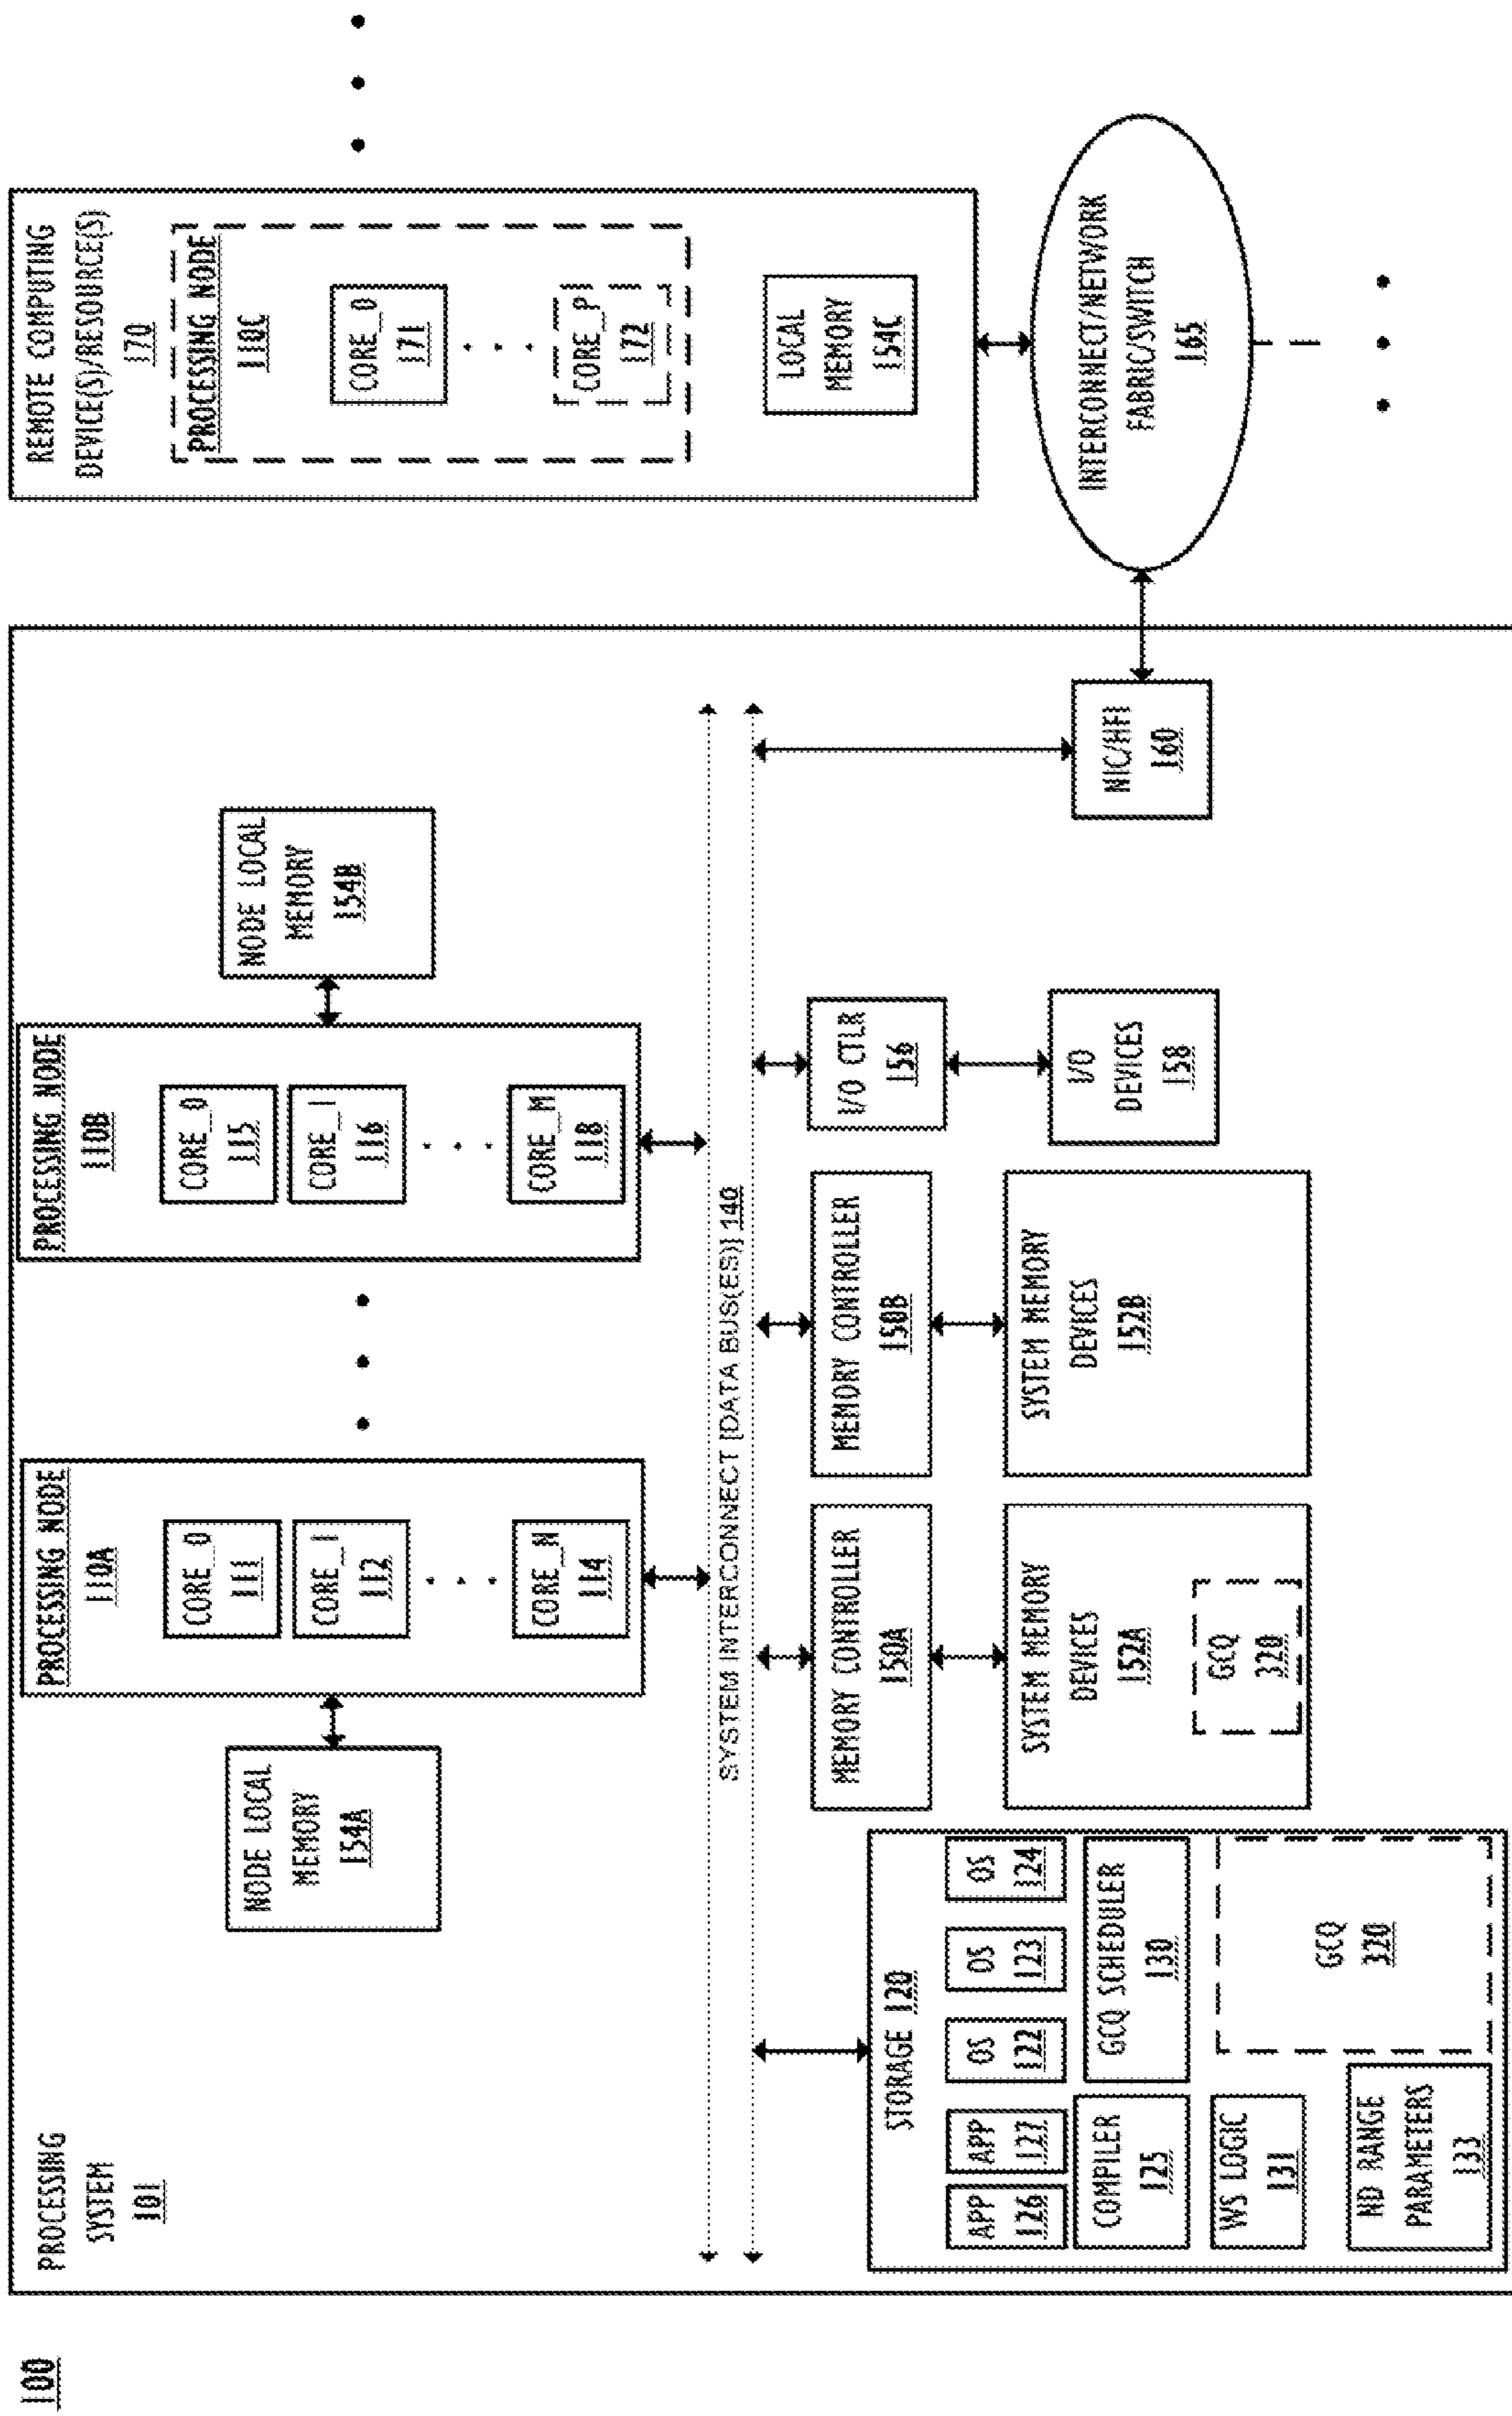 100
PROCESSING
SYSTEM
101
NODE LOCAL
MEMORY
154A
PROCESSING NODE
110A
CORE_0
111
CORE_1
112
. . .
CORE_N
114
• • •
PROCESSING NODE
110B
CORE_0
115
CORE_1
116
. . .
CORE_M
118
NODE LOCAL
MEMORY
154B
SYSTEM INTERCONNECT [DATA BUS(ES)] 140
STORAGE 120
APP
126
APP
127
OS
122
OS
123
OS
124
COMPILER
125
GCQ SCHEDULER
130
WS LOGIC
131
ND RANGE
PARAMETERS
133
GCQ
320
MEMORY CONTROLLER
150A
SYSTEM MEMORY
DEVICES
152A
GCQ
320
MEMORY CONTROLLER
150B
SYSTEM MEMORY
DEVICES
152B
I/O CTLR
156
I/O
DEVICES
158
NIC/HFI
160
REMOTE COMPUTING
DEVICE(S)/RESOURCE(S)
170
PROCESSING NODE
110C
CORE_0
171
. . .
CORE_P
172
LOCAL
MEMORY
154C
INTERCONNECT/NETWORK
FABRIC/SWITCH
165
• • •
• • •